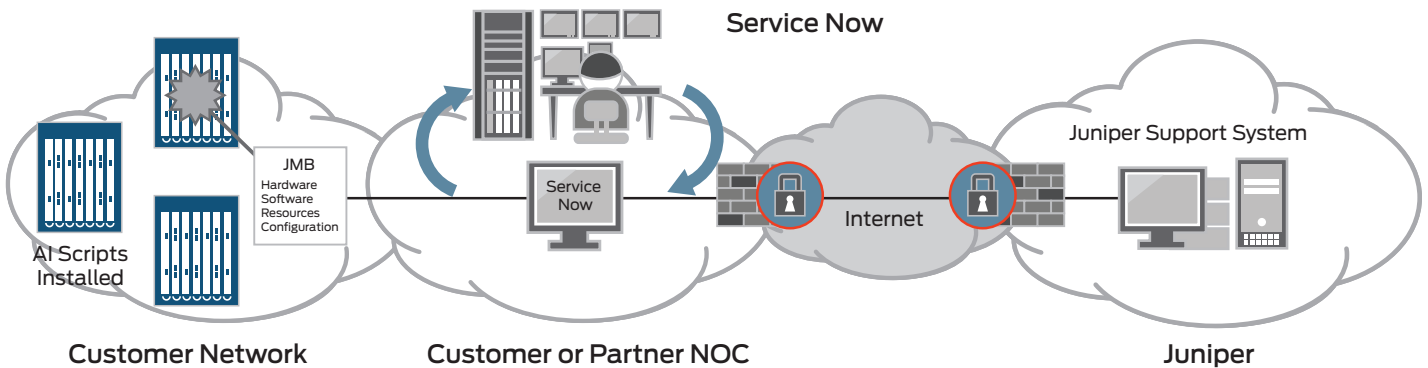 Service Now
JMB
Hardware
Software
Resources
Configuration
AI Scripts
Installed
Service
Now
Internet
Juniper Support System
Customer Network
Customer or Partner NOC
Juniper